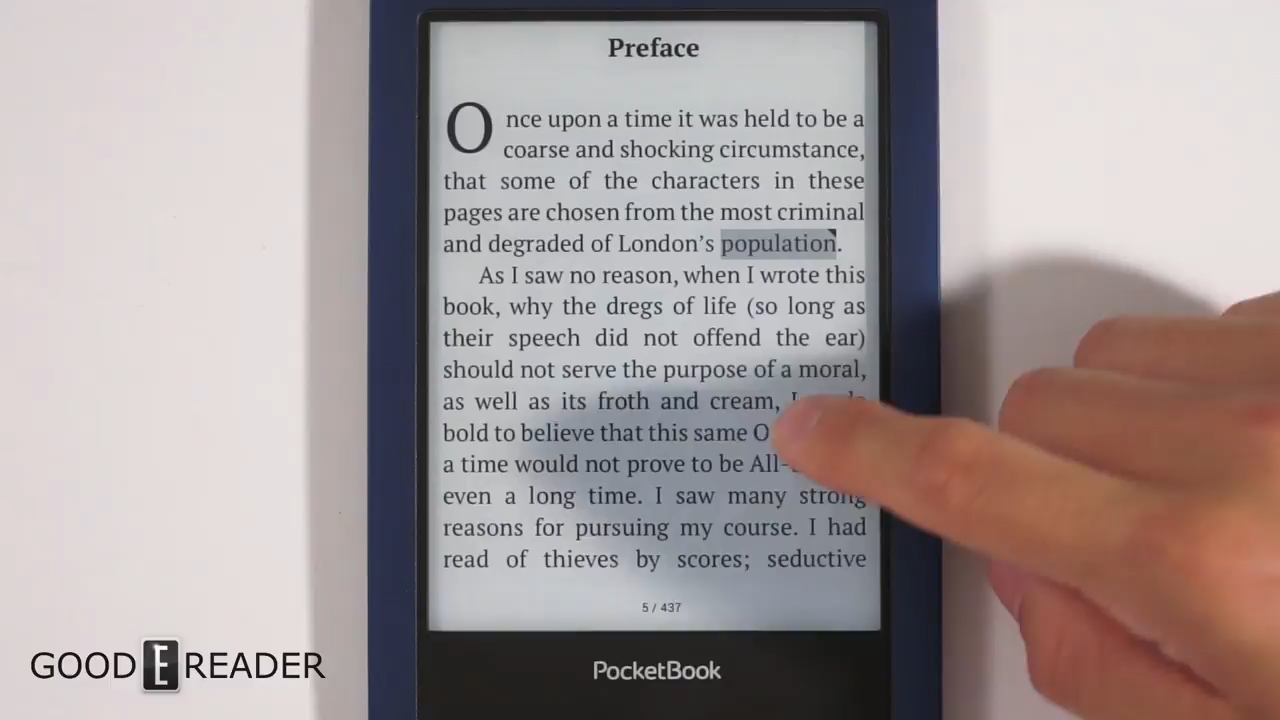 Preface
Once upon a time it was held to be a
coarse and shocking circumstance,
that some of the characters in these
pages are chosen from the most criminal
and degraded of London’s population.
As I saw no reason, when I wrote this
book, why the dregs of life (so long as
their speech did not offend the ear)
should not serve the purpose of a moral,
as well as its froth and cream, I
bold to believe that this same
a time would not prove to be All-
even a long time. I saw many strong
reasons for pursuing my course. I had
read of thieves by scores; seductive
5 / 437
GOOD E READER
PocketBook